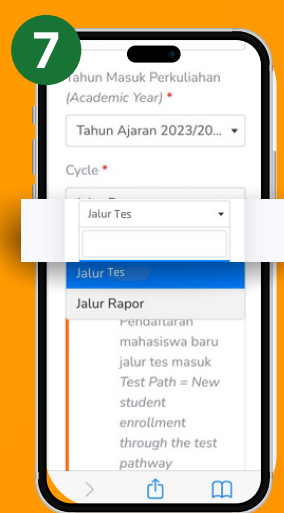 7
Tahun Masuk Perkuliahan
(Academic Year) *
Tahun Ajaran 2023/20...
Cycle *
Jalur Tes
Jalur Tes
Jalur Rapor
Pendaftaran
mahasiswa baru
jalur tes masuk
Test Path = New
student
enrollment
through the test
pathway